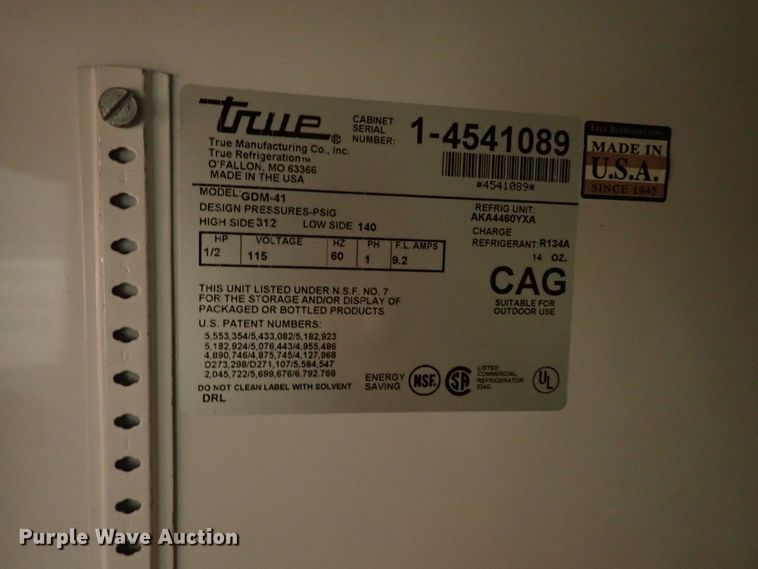 true®
True Manufacturing Co., Inc.
True Refrigeration™
O'FALLON, MO 63366
MADE IN THE USA
CABINET
SERIAL
NUMBER:
1-4541089
*4541089*
MODEL: GDM-41
DESIGN PRESSURES-PSIG
HIGH SIDE 312 LOW SIDE 140
REFRIG UNIT:
AKA4460YXA
CHARGE
REFRIGERANT: R134A
14 OZ.
HP VOLTAGE HZ PH F.L. AMPS
1/2 115 60 1 9.2
CAG
SUITABLE FOR
OUTDOOR USE
THIS UNIT LISTED UNDER N.S.F. NO. 7
FOR THE STORAGE AND/OR DISPLAY OF
PACKAGED OR BOTTLED PRODUCTS
U.S. PATENT NUMBERS:
5,553,354/5,433,082/5,182,923
5,182,924/5,076,443/4,955,486
4,890,746/4,875,745/4,127,968
D273,298/D271,107/5,584,547
2,045,722/5,699,676/6.792.769
DO NOT CLEAN LABEL WITH SOLVENT
DRL
ENERGY
SAVING
NSF®
SA
LISTED
COMMERCIAL
REFRIGERATOR
UL
TRUE REFRIGERATION
MADE IN
U.S.A.
SINCE 1945
Purple Wave Auction